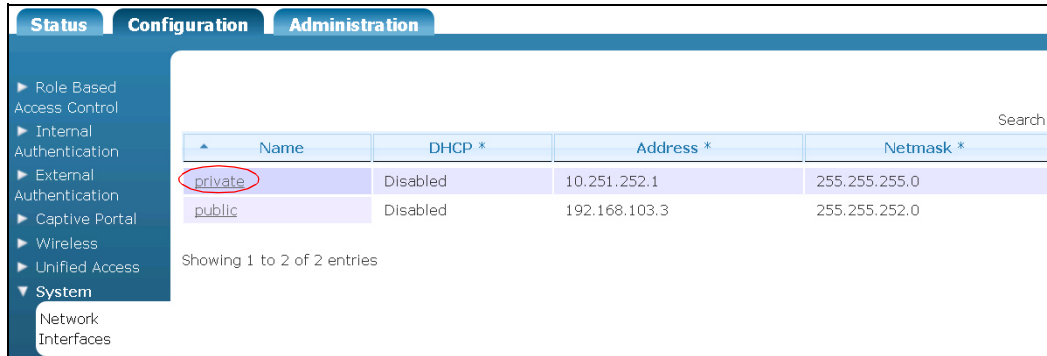 Status Configuration Administration
Role Based
Access Control
Internal
Authentication
External
Authentication
Captive Portal
Wireless
Unified Access
System
Network
Interfaces
Search
Name DHCP * Address * Netmask *
private Disabled 10.251.252.1 255.255.255.0
public Disabled 192.168.103.3 255.255.252.0
Showing 1 to 2 of 2 entries